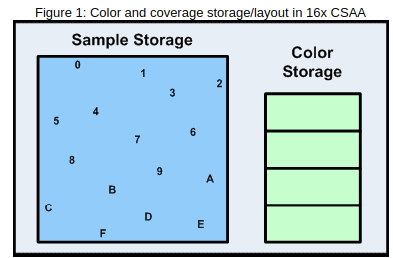 Figure 1: Color and coverage storage/layout in 16x CSAA
Sample Storage
Color
Storage
0
1
2
3
4
5
6
7
8
9
A
B
C
D
E
F